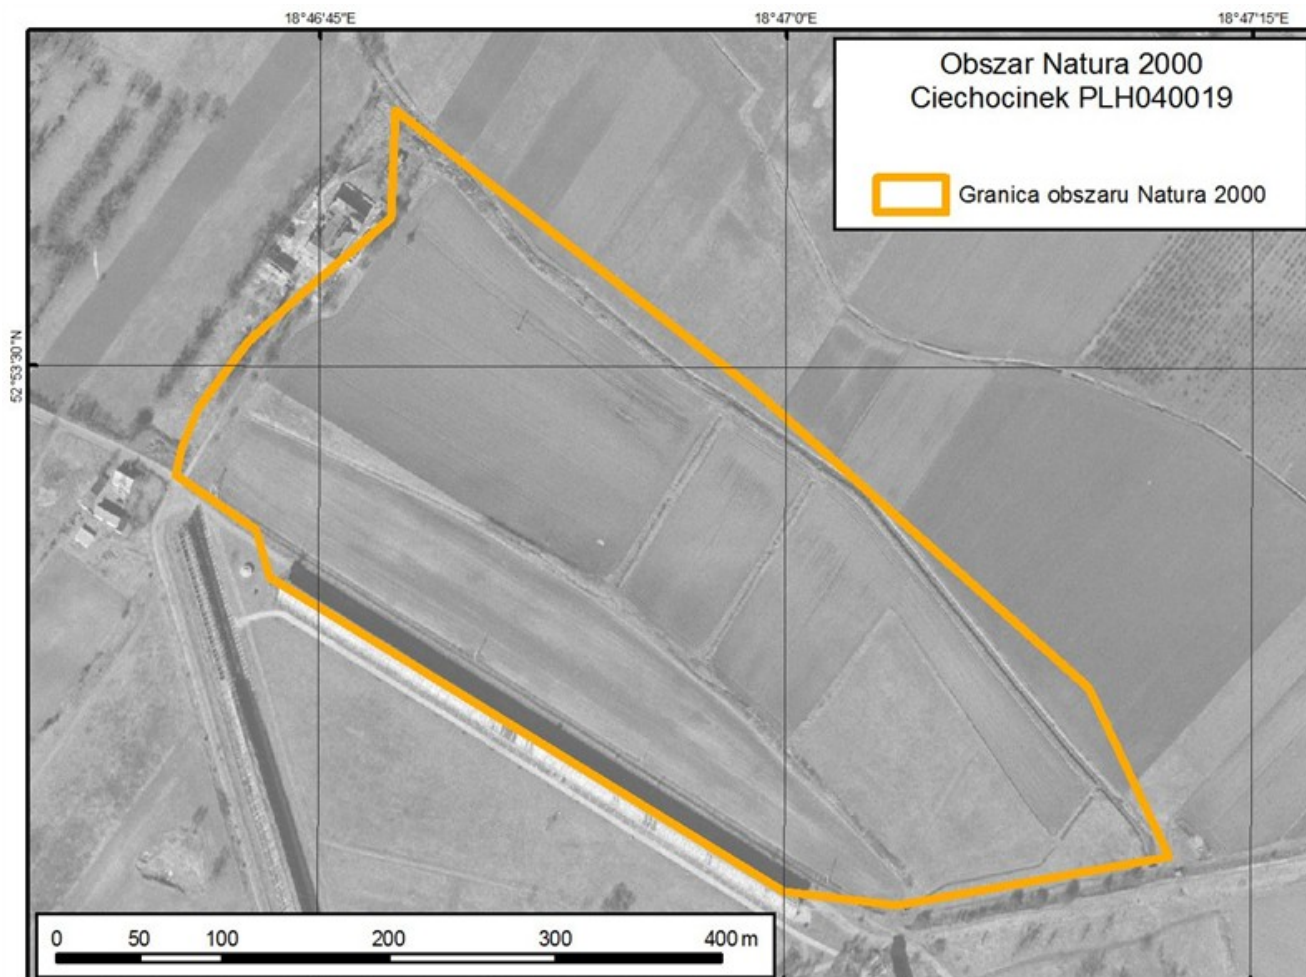 18°46'45"E
18°47'0"E
18°47'15"E
Obszar Natura 2000
Ciechocinek PLH040019
Granica obszaru Natura 2000
52°53'30"N
0 50 100 200 300 400 m